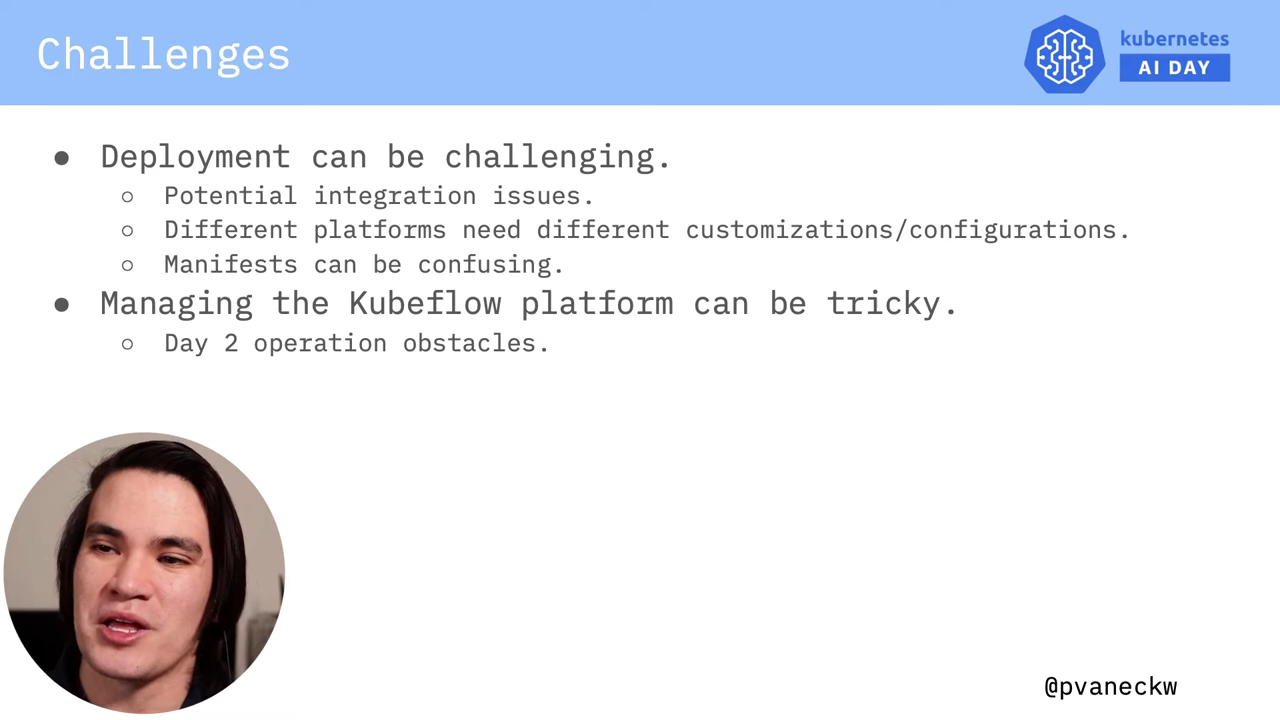 Challenges
kubernetes
AI DAY
● Deployment can be challenging.
○ Potential integration issues.
○ Different platforms need different customizations/configurations.
○ Manifests can be confusing.
● Managing the Kubeflow platform can be tricky.
○ Day 2 operation obstacles.
@pvaneckw